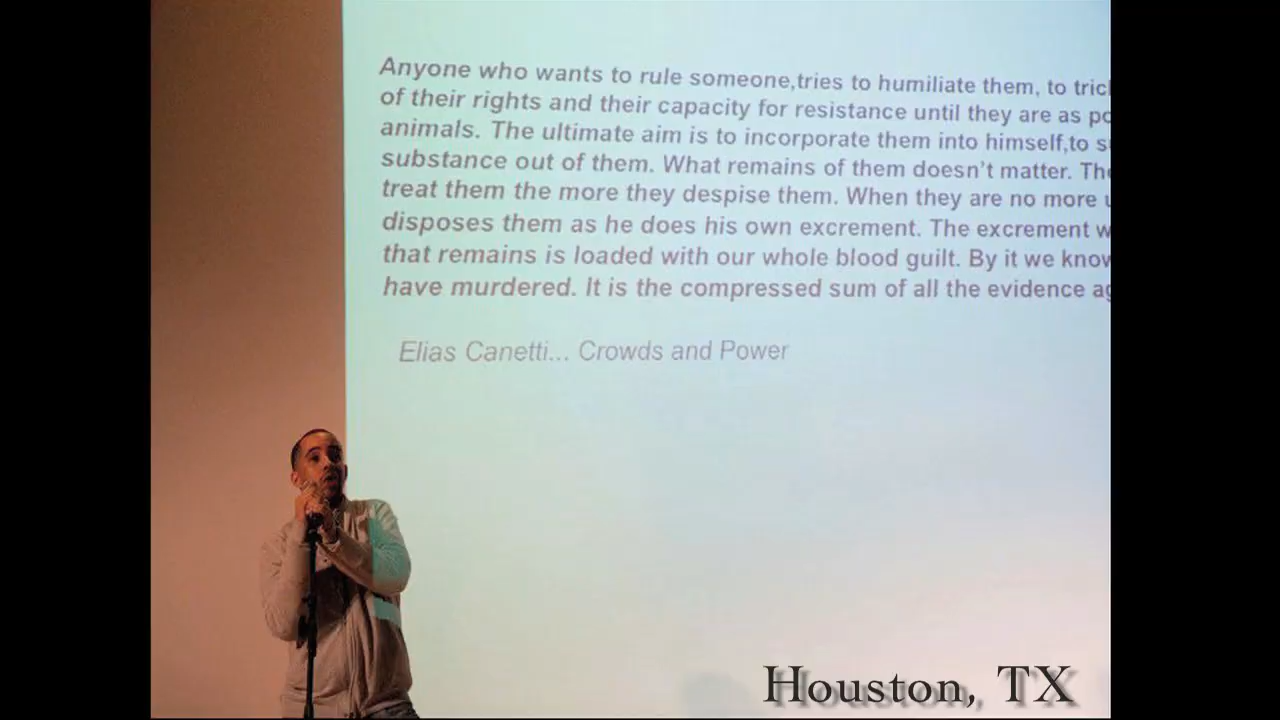 Anyone who wants to rule someone,tries to humiliate them, to
of their rights and their capacity for resistance until they are as
animals. The ultimate aim is to incorporate them into himself,to
substance out of them. What remains of them doesn't matter.
treat them the more they despise them. When they are no more
disposes them as he does his own excrement. The excrement
that remains is loaded with our whole blood guilt. By it we know
have murdered. It is the compressed sum of all the evidence
Elias Canetti... Crowds and Power
Houston, TX